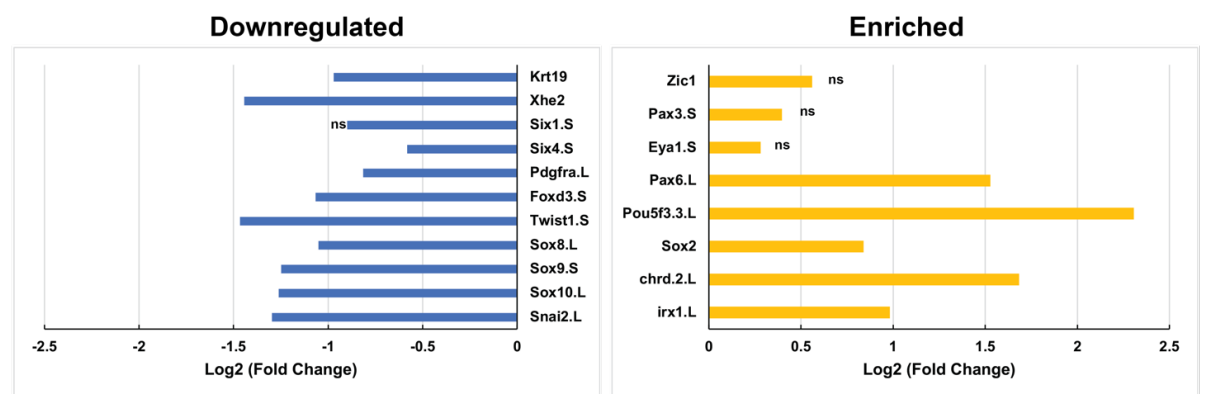 Downregulated
Krt19
Xhe2
ns
Six1.S
Six4.S
Pdgfra.L
Foxd3.S
Twist1.S
Sox8.L
Sox9.S
Sox10.L
Snai2.L
-2.5 -2 -1.5 -1 -0.5 0
Log2 (Fold Change)
Enriched
Zic1 ns
Pax3.S ns
Eya1.S ns
Pax6.L
Pou5f3.3.L
Sox2
chrd.2.L
irx1.L
0 0.5 1 1.5 2 2.5
Log2 (Fold Change)